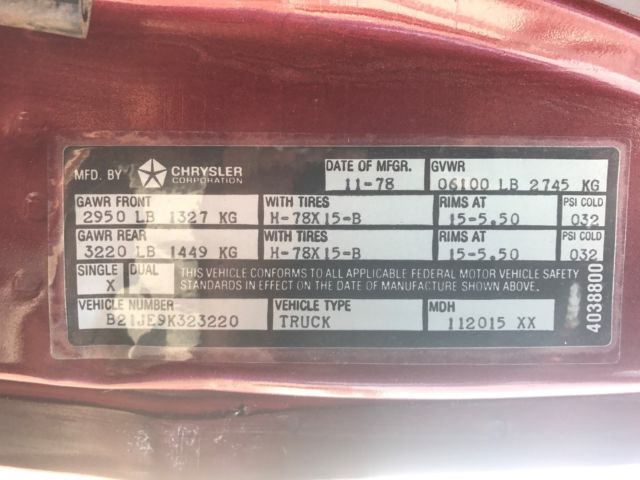 MFD. BY CHRYSLER CORPORATION DATE OF MFGR. GVWR
11-78 06100 LB 2745 KG
GAWR FRONT WITH TIRES RIMS AT PSI COLD
2950 LB 1327 KG H-78X15-B 15-5.50 032
GAWR REAR WITH TIRES RIMS AT PSI COLD
3220 LB 1449 KG H-78X15-B 15-5.50 032
SINGLE DUAL THIS VEHICLE CONFORMS TO ALL APPLICABLE FEDERAL MOTOR VEHICLE SAFETY
X STANDARDS IN EFFECT ON THE DATE OF MANUFACTURE SHOWN ABOVE.
VEHICLE NUMBER VEHICLE TYPE MDH
B21JE9K323220 TRUCK 112015 XX
4038800